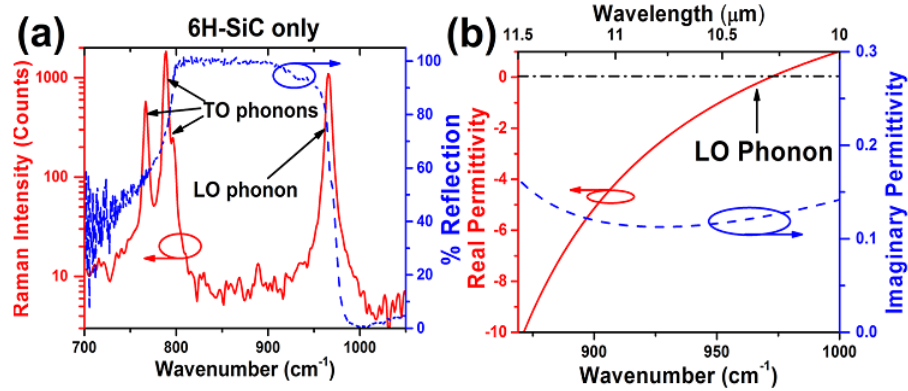 (a)
6H-SiC only
Raman Intensity (Counts)
1000
100
10
TO phonons
LO phonon
100
80
60
40
20
0
% Reflection
700 800 900 1000
Wavenumber (cm⁻¹)
(b)
Wavelength (μm)
11.5 11 10.5 10
Real Permittivity
0
-2
-4
-6
-8
-10
LO Phonon
0.3
0.2
0.1
0.0
Imaginary Permittivity
900 950 1000
Wavenumber (cm⁻¹)